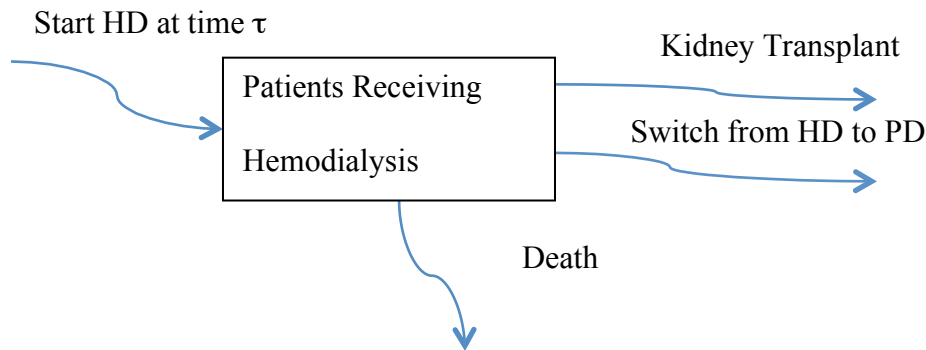 Start HD at time τ
Kidney Transplant
Patients Receiving
Hemodialysis
Switch from HD to PD
Death